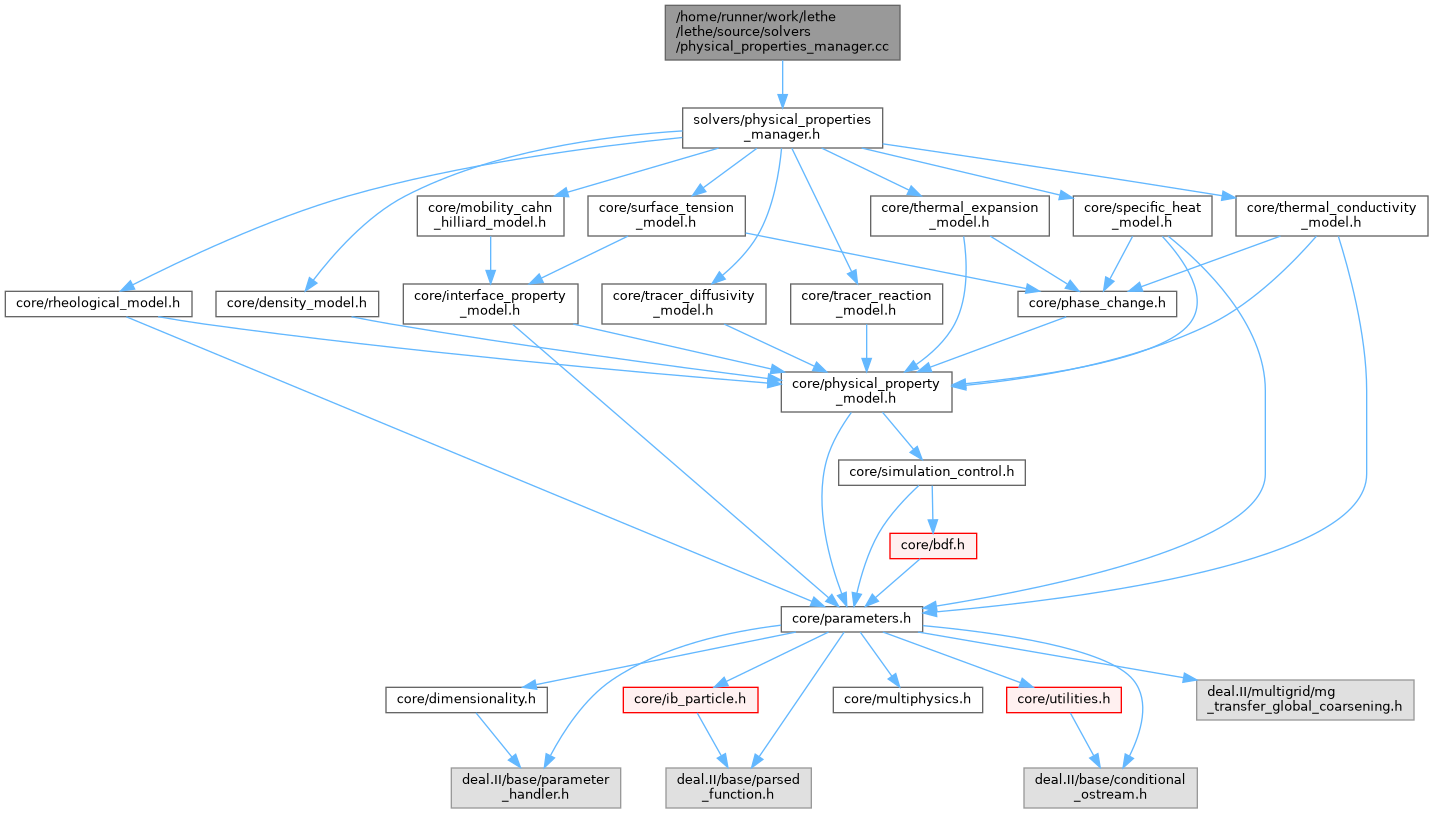 /home/runner/work/lethe
/lethe/source/solvers
/physical_properties_manager.cc
solvers/physical_properties
_manager.h
core/mobility_cahn
_hilliard_model.h
core/surface_tension
_model.h
core/thermal_expansion
_model.h
core/specific_heat
_model.h
core/thermal_conductivity
_model.h
core/rheological_model.h
core/density_model.h
core/interface_property
_model.h
core/tracer_diffusivity
_model.h
core/tracer_reaction
_model.h
core/phase_change.h
core/physical_property
_model.h
core/simulation_control.h
core/bdf.h
core/parameters.h
core/dimensionality.h
core/ib_particle.h
core/multiphysics.h
core/utilities.h
deal.II/multigrid/mg
_transfer_global_coarsening.h
deal.II/base/parameter
_handler.h
deal.II/base/parsed
_function.h
deal.II/base/conditional
_ostream.h